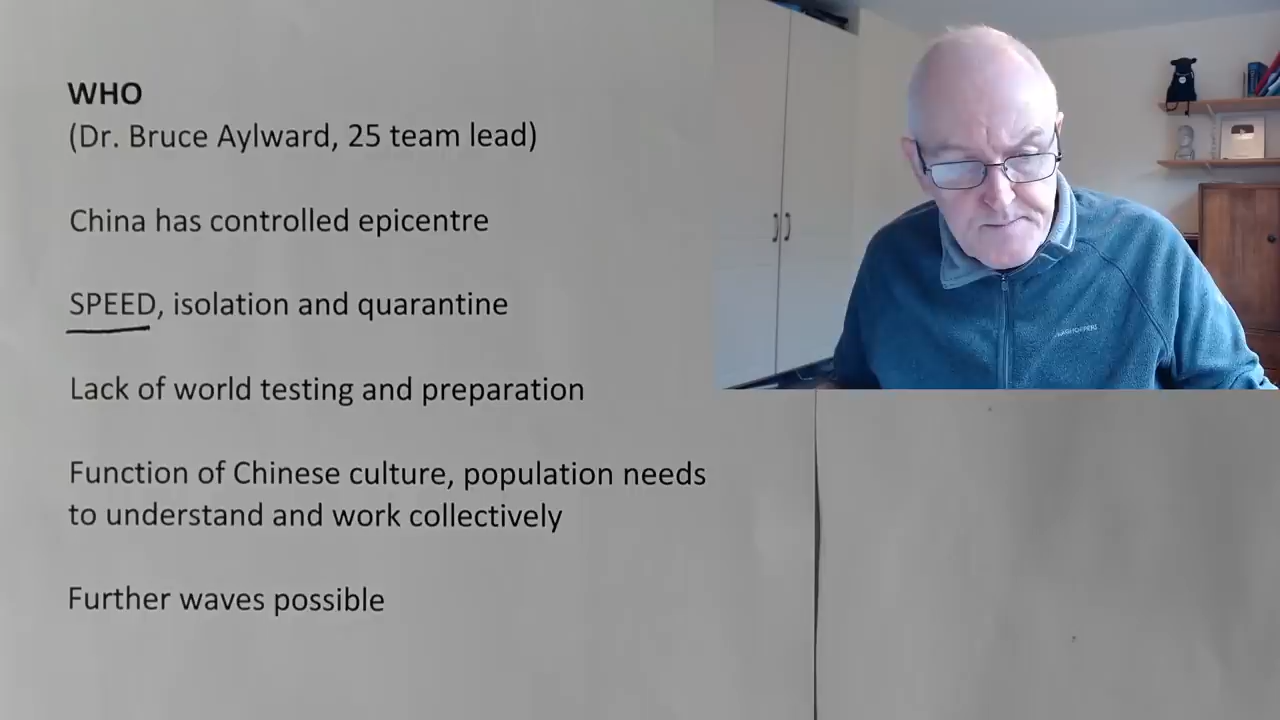 WHO
(Dr. Bruce Aylward, 25 team lead)
China has controlled epicentre
SPEED, isolation and quarantine
Lack of world testing and preparation
Function of Chinese culture, population needs
to understand and work collectively
Further waves possible